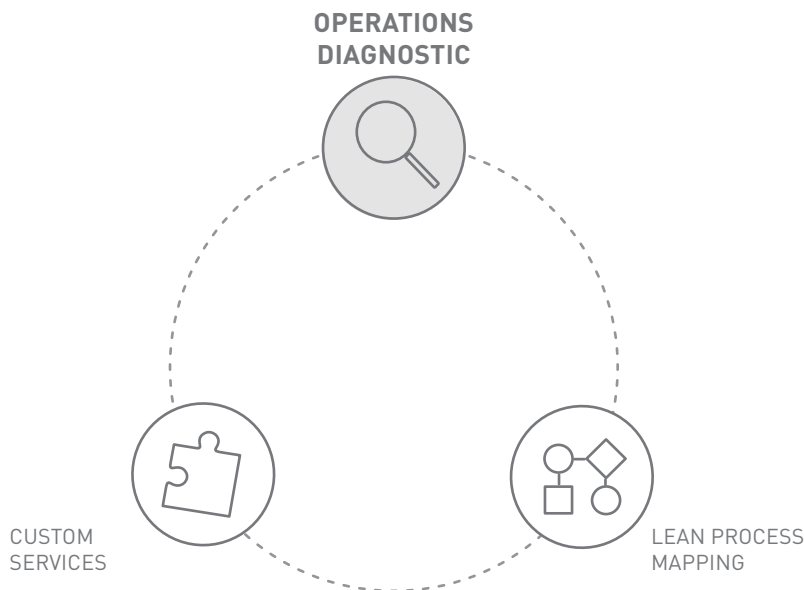 OPERATIONS
DIAGNOSTIC
CUSTOM
SERVICES
LEAN PROCESS
MAPPING